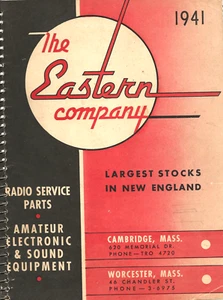 1941
The
Eastern
company
LARGEST STOCKS
IN NEW ENGLAND
RADIO SERVICE
PARTS
AMATEUR
ELECTRONIC
& SOUND
EQUIPMENT
CAMBRIDGE, MASS.
620 MEMORIAL DR.
PHONE—TRO 4720
WORCESTER, MASS.
46 CHANDLER ST.
PHONE — 3-6973